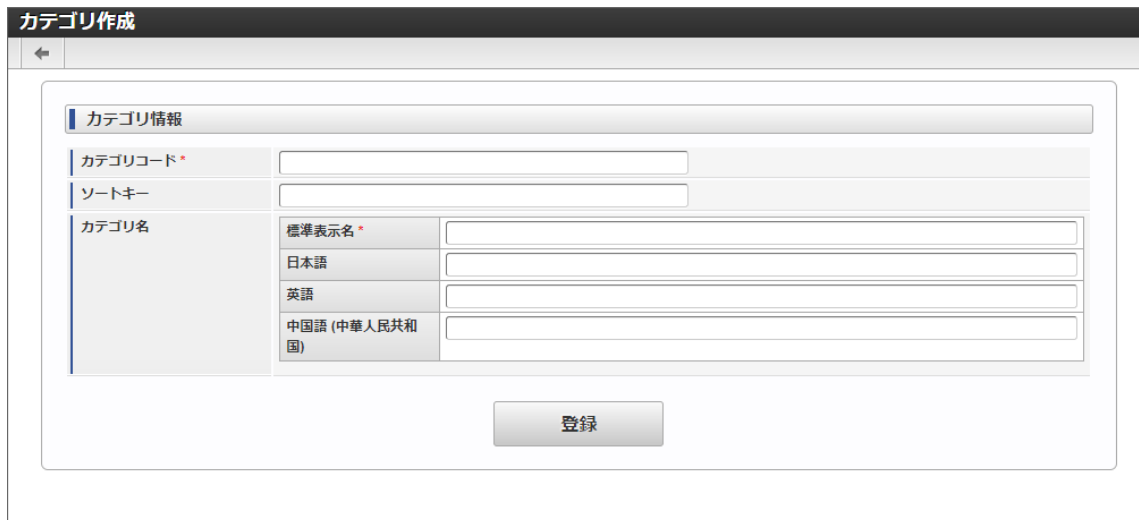 カテゴリ作成
カテゴリ情報
カテゴリコード *
ソートキー
カテゴリ名
標準表示名 *
日本語
英語
中国語 (中華人民共和
国)
登録